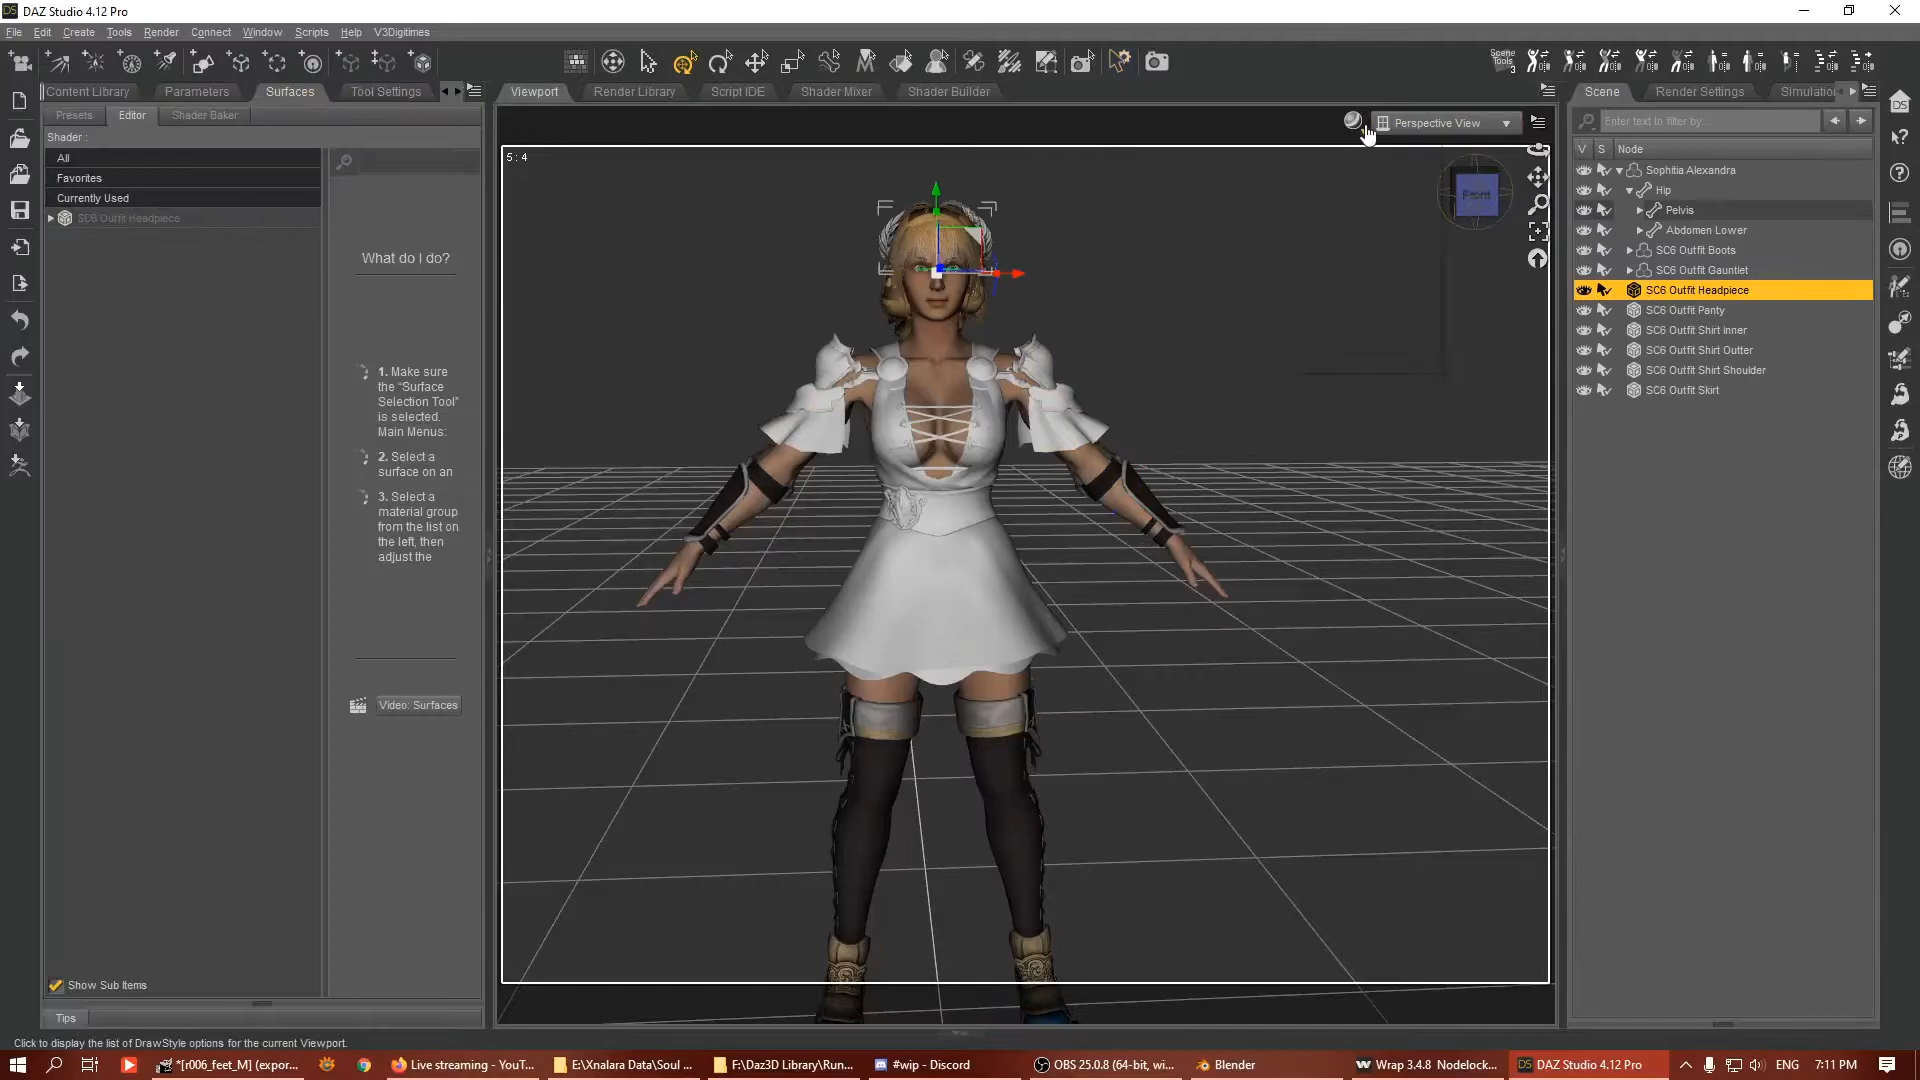 DAZ Studio 4.12 Pro
File Edit Create Tools Render Connect Window Scripts Help V3Digitimes
Scene Tools 3
Content Library Parameters Surfaces Tool Settings
Viewport Render Library Script IDE Shader Mixer Shader Builder
Scene Render Settings Simulation
Presets Editor Shader Baker
Shader :
All
Favorites
Currently Used
SC6 Outfit Headpiece
What do I do?
1. Make sure
the "Surface
Selection Tool"
is selected.
Main Menus:
2. Select a
surface on an
3. Select a
material group
from the list on
the left, then
adjust the
Video: Surfaces
Show Sub Items
Tips
Perspective View
5 : 4
Front
Enter text to filter by...
V S Node
Sophitia Alexandra
Hip
Pelvis
Abdomen Lower
SC6 Outfit Boots
SC6 Outfit Gauntlet
SC6 Outfit Headpiece
SC6 Outfit Panty
SC6 Outfit Shirt Inner
SC6 Outfit Shirt Outter
SC6 Outfit Shirt Shoulder
SC6 Outfit Skirt
Click to display the list of DrawStyle options for the current Viewport.
*[r006_feet_M] (expor... Live streaming - YouT... E:\Xnalara Data\Soul ... F:\Daz3D Library\Run... #wip - Discord OBS 25.0.8 (64-bit, wi... Blender Wrap 3.4.8 Nodelock... DAZ Studio 4.12 Pro ENG 7:11 PM